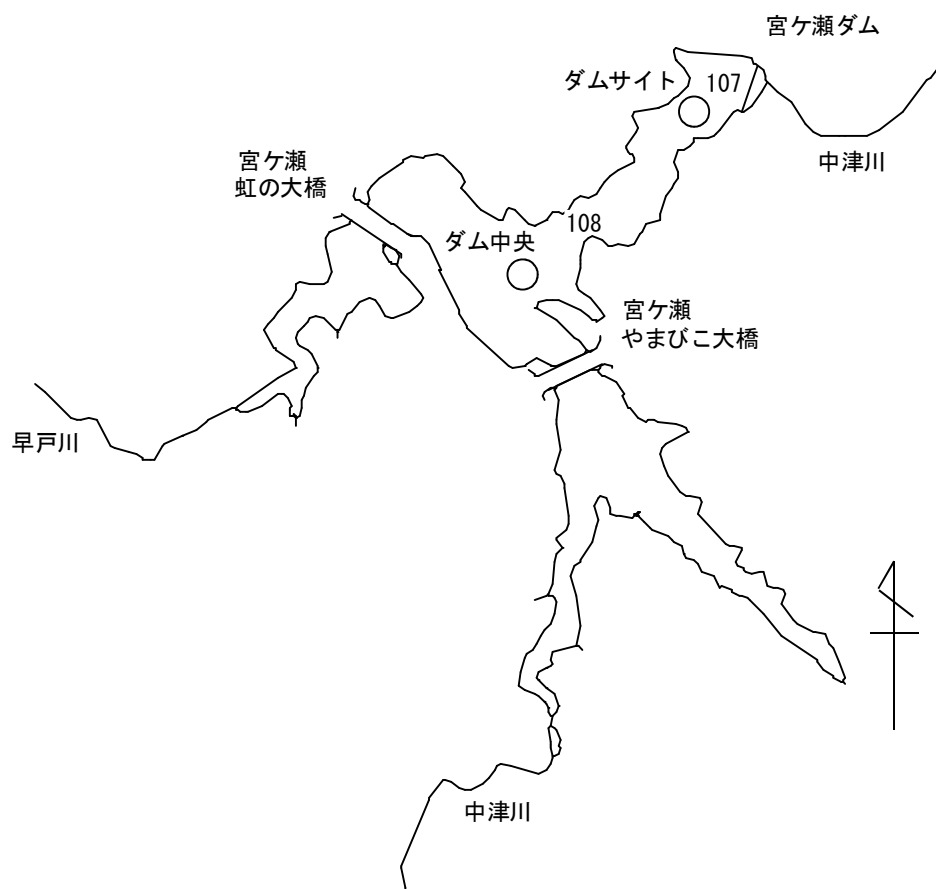 宮ケ瀬ダム
ダムサイト 107
中津川
宮ケ瀬
虹の大橋
108
ダム中央
宮ケ瀬
やまびこ大橋
早戸川
中津川